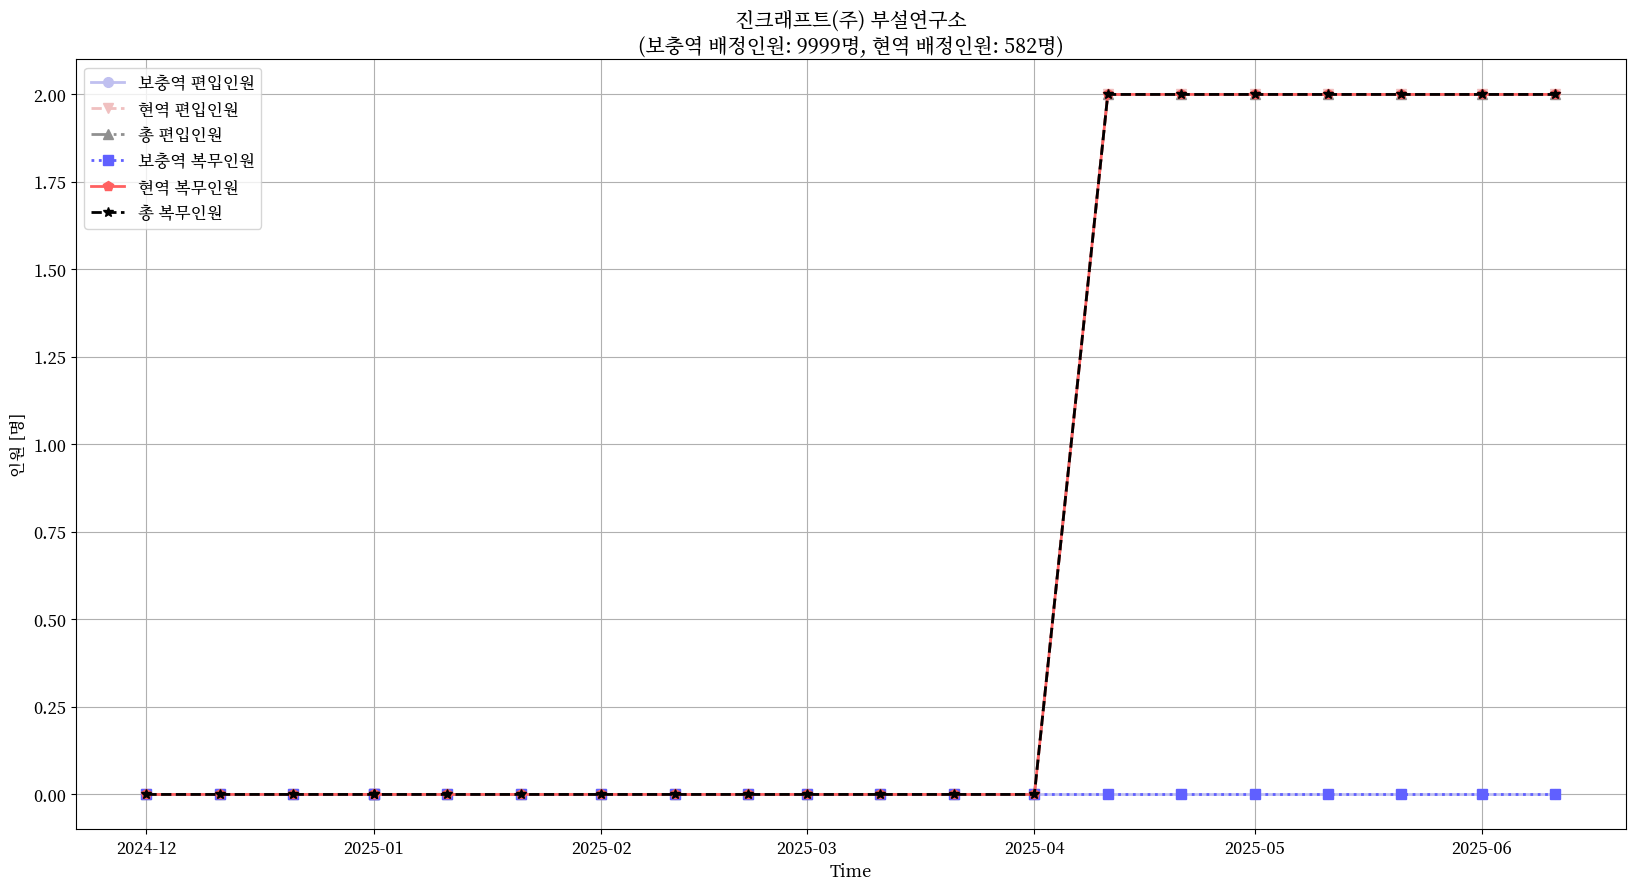 진크래프트(주) 부설연구소
(보충역 배정인원: 9999명, 현역 배정인원: 582명)
보충역 편입인원
현역 편입인원
총 편입인원
보충역 복무인원
현역 복무인원
총 복무인원
2.00
1.75
1.50
1.25
1.00
0.75
0.50
0.25
0.00
인원 [명]
2024-12
2025-01
2025-02
2025-03
2025-04
2025-05
2025-06
Time